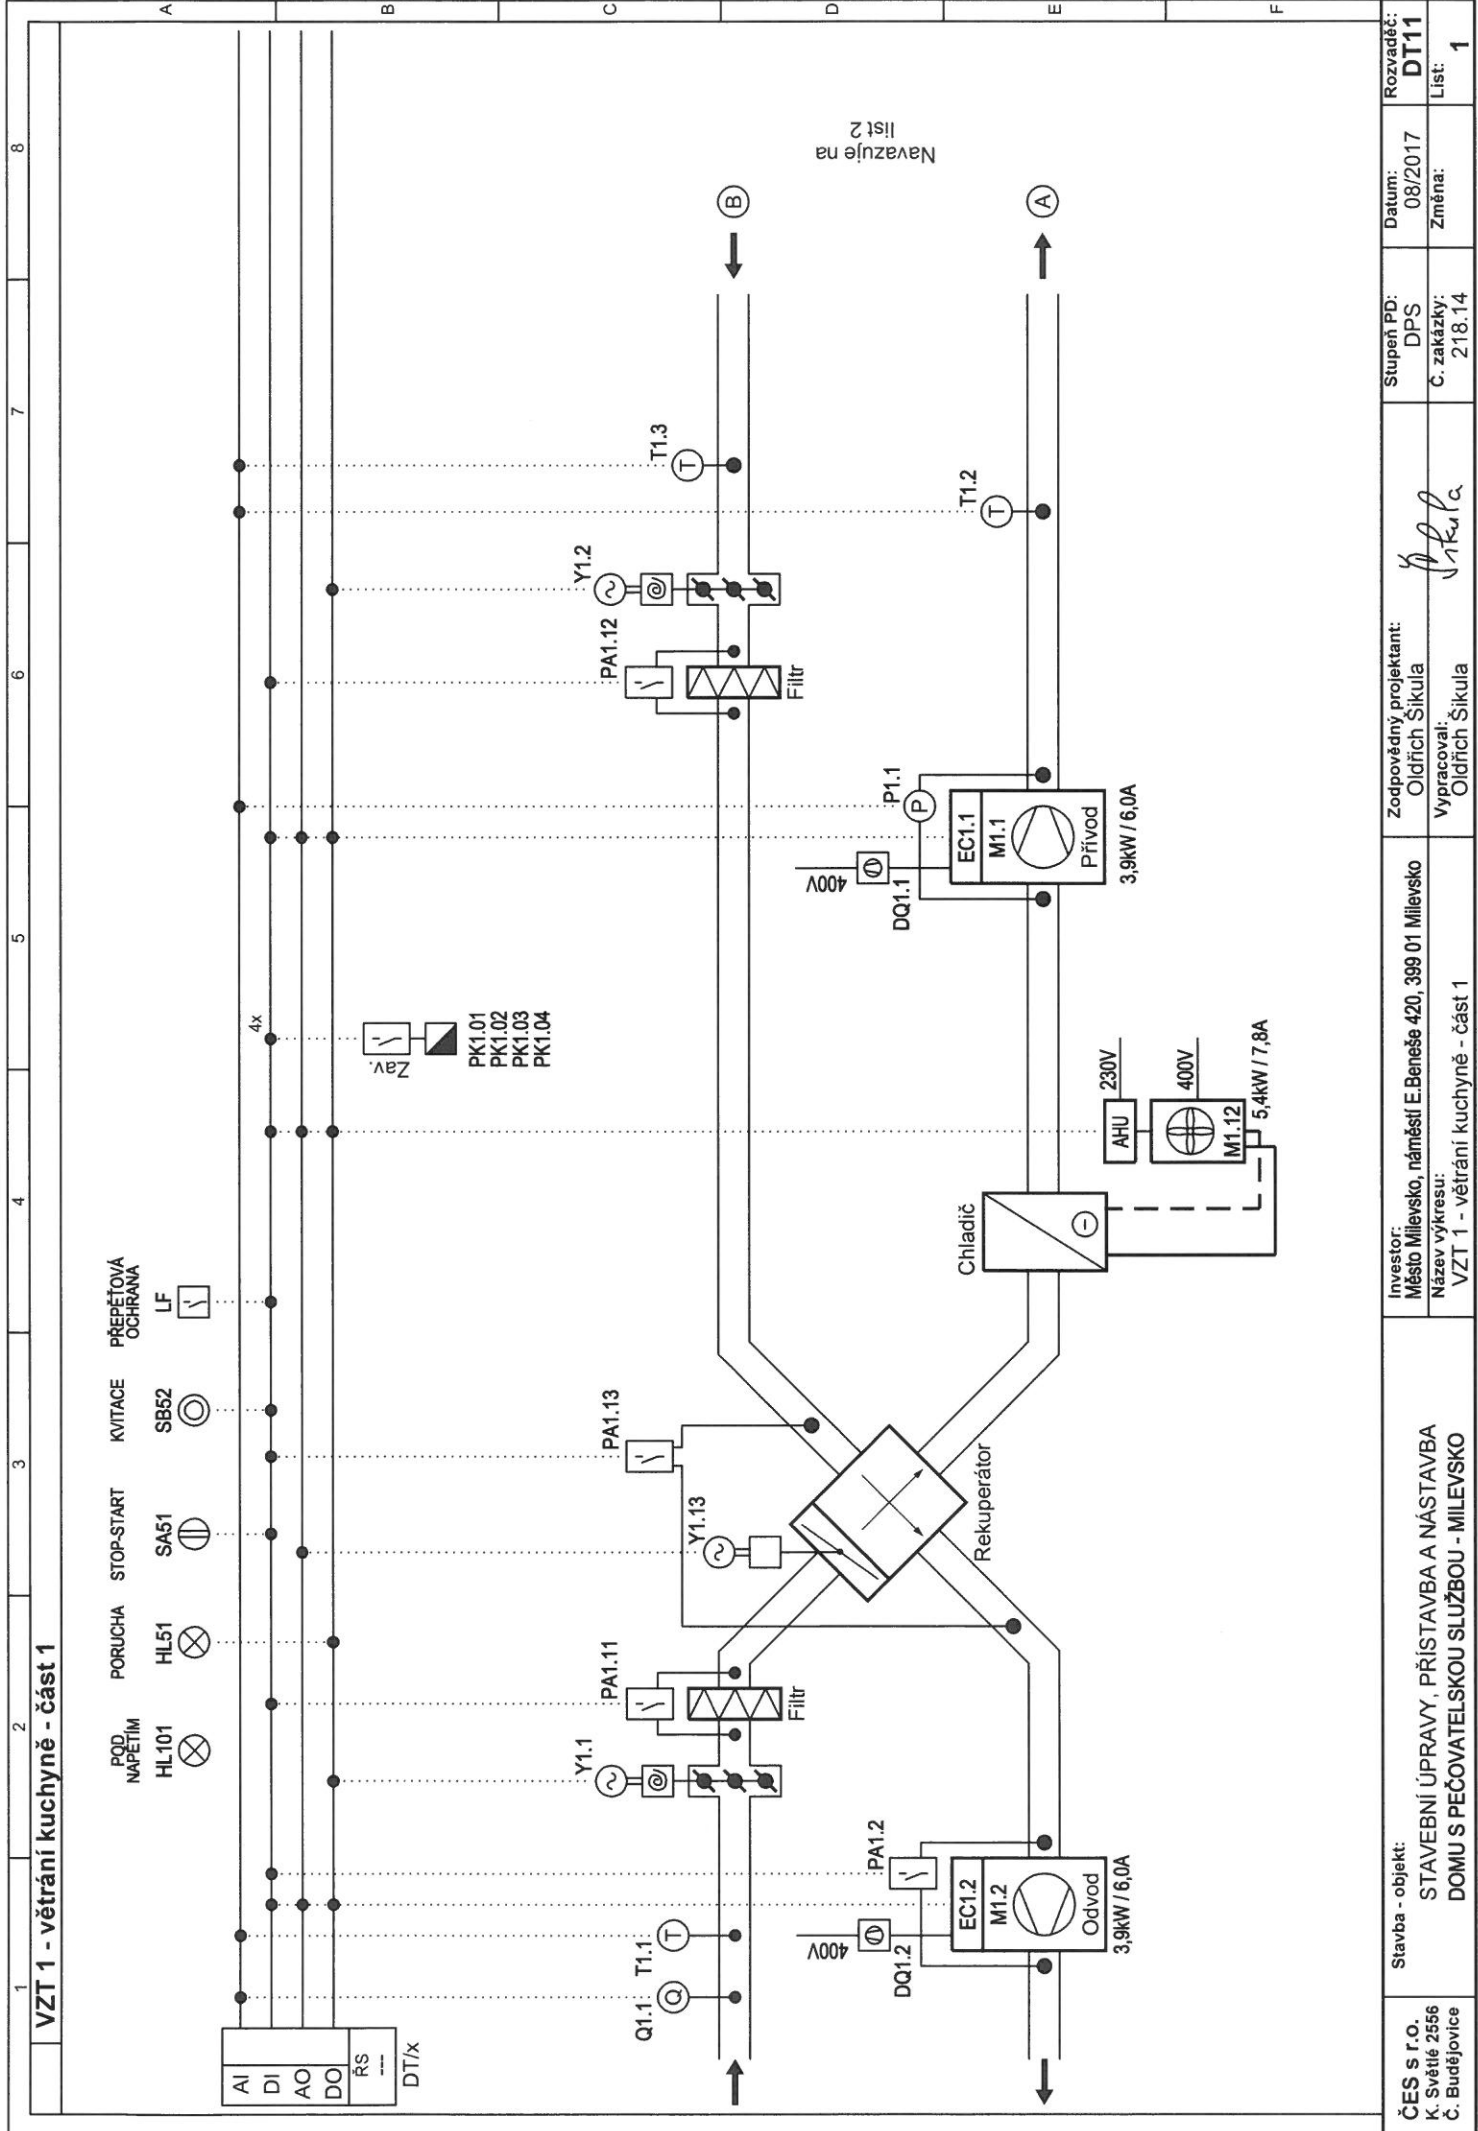 1
2
3
4
5
6
7
8
A
B
C
D
E
F
VZT 1 - větrání kuchyně - část 1
POD
NAPĚTÍM
HL101
PORUCHA
HL51
STOP-START
SA51
KVITACE
SB52
PŘEPĚŤOVÁ
OCHRANA
LF
4x
AI
DI
AO
DO
ŘS
---
DT/x
Zav.
PK1.01
PK1.02
PK1.03
PK1.04
Q1.1
Q
T1.1
T
Y1.1
PA1.11
Filtr
Y1.13
PA1.13
PA1.12
Filtr
Y1.2
T1.3
T
B
Navazuje na
list 2
Rekuperátor
Chladič
400V
DQ1.2
PA1.2
EC1.2
M1.2
Odvod
3,9kW / 6,0A
AHU
230V
400V
M1.12
5,4kW / 7,8A
400V
DQ1.1
P1.1
P
EC1.1
M1.1
Přívod
3,9kW / 6,0A
T1.2
T
A
ČES s r.o.
K. Světlé 2556
Č. Budějovice
Stavba - objekt:
STAVEBNÍ ÚPRAVY, PŘÍSTAVBA A NÁSTAVBA
DOMU S PEČOVATELSKOU SLUŽBOU - MILEVSKO
Investor:
Město Milevsko, náměstí E.Beneše 420, 399 01 Milevsko
Název výkresu:
VZT 1 - větrání kuchyně - část 1
Zodpovědný projektant:
Oldřich Šikula
Vypracoval:
Oldřich Šikula
Šikula
Stupeň PD:
DPS
Č. zakázky:
218.14
Datum:
08/2017
Změna:
Rozvaděč:
DT11
List:
1